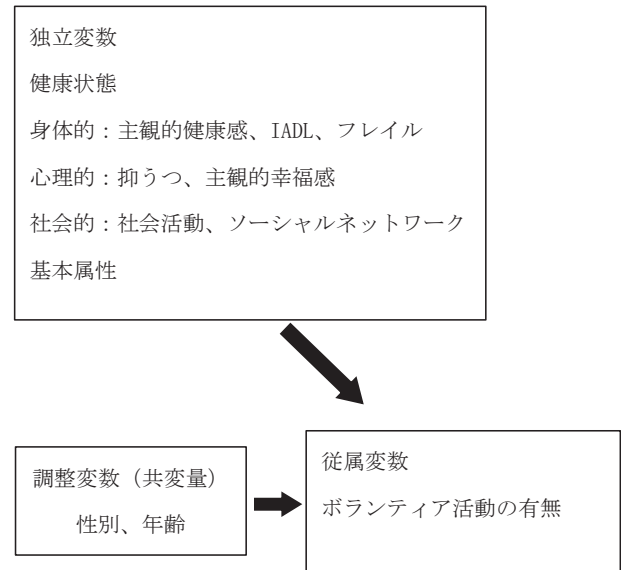 独立変数
健康状態
身体的：主観的健康感、IADL、フレイル
心理的：抑うつ、主観的幸福感
社会的：社会活動、ソーシャルネットワーク
基本属性
調整変数（共変量）
性別、年齢
従属変数
ボランティア活動の有無